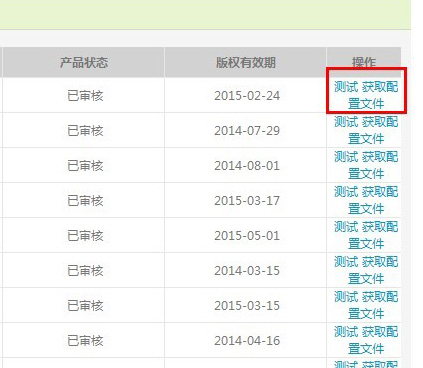 产品状态 版权有效期 操作
已审核 2015-02-24 测试 获取配
置文件
已审核 2014-07-29 测试 获取配
置文件
已审核 2014-08-01 测试 获取配
置文件
已审核 2015-03-17 测试 获取配
置文件
已审核 2015-05-01 测试 获取配
置文件
已审核 2014-03-15 测试 获取配
置文件
已审核 2015-03-15 测试 获取配
置文件
已审核 2014-04-16 测试 获取配
置文件
测试 获取配